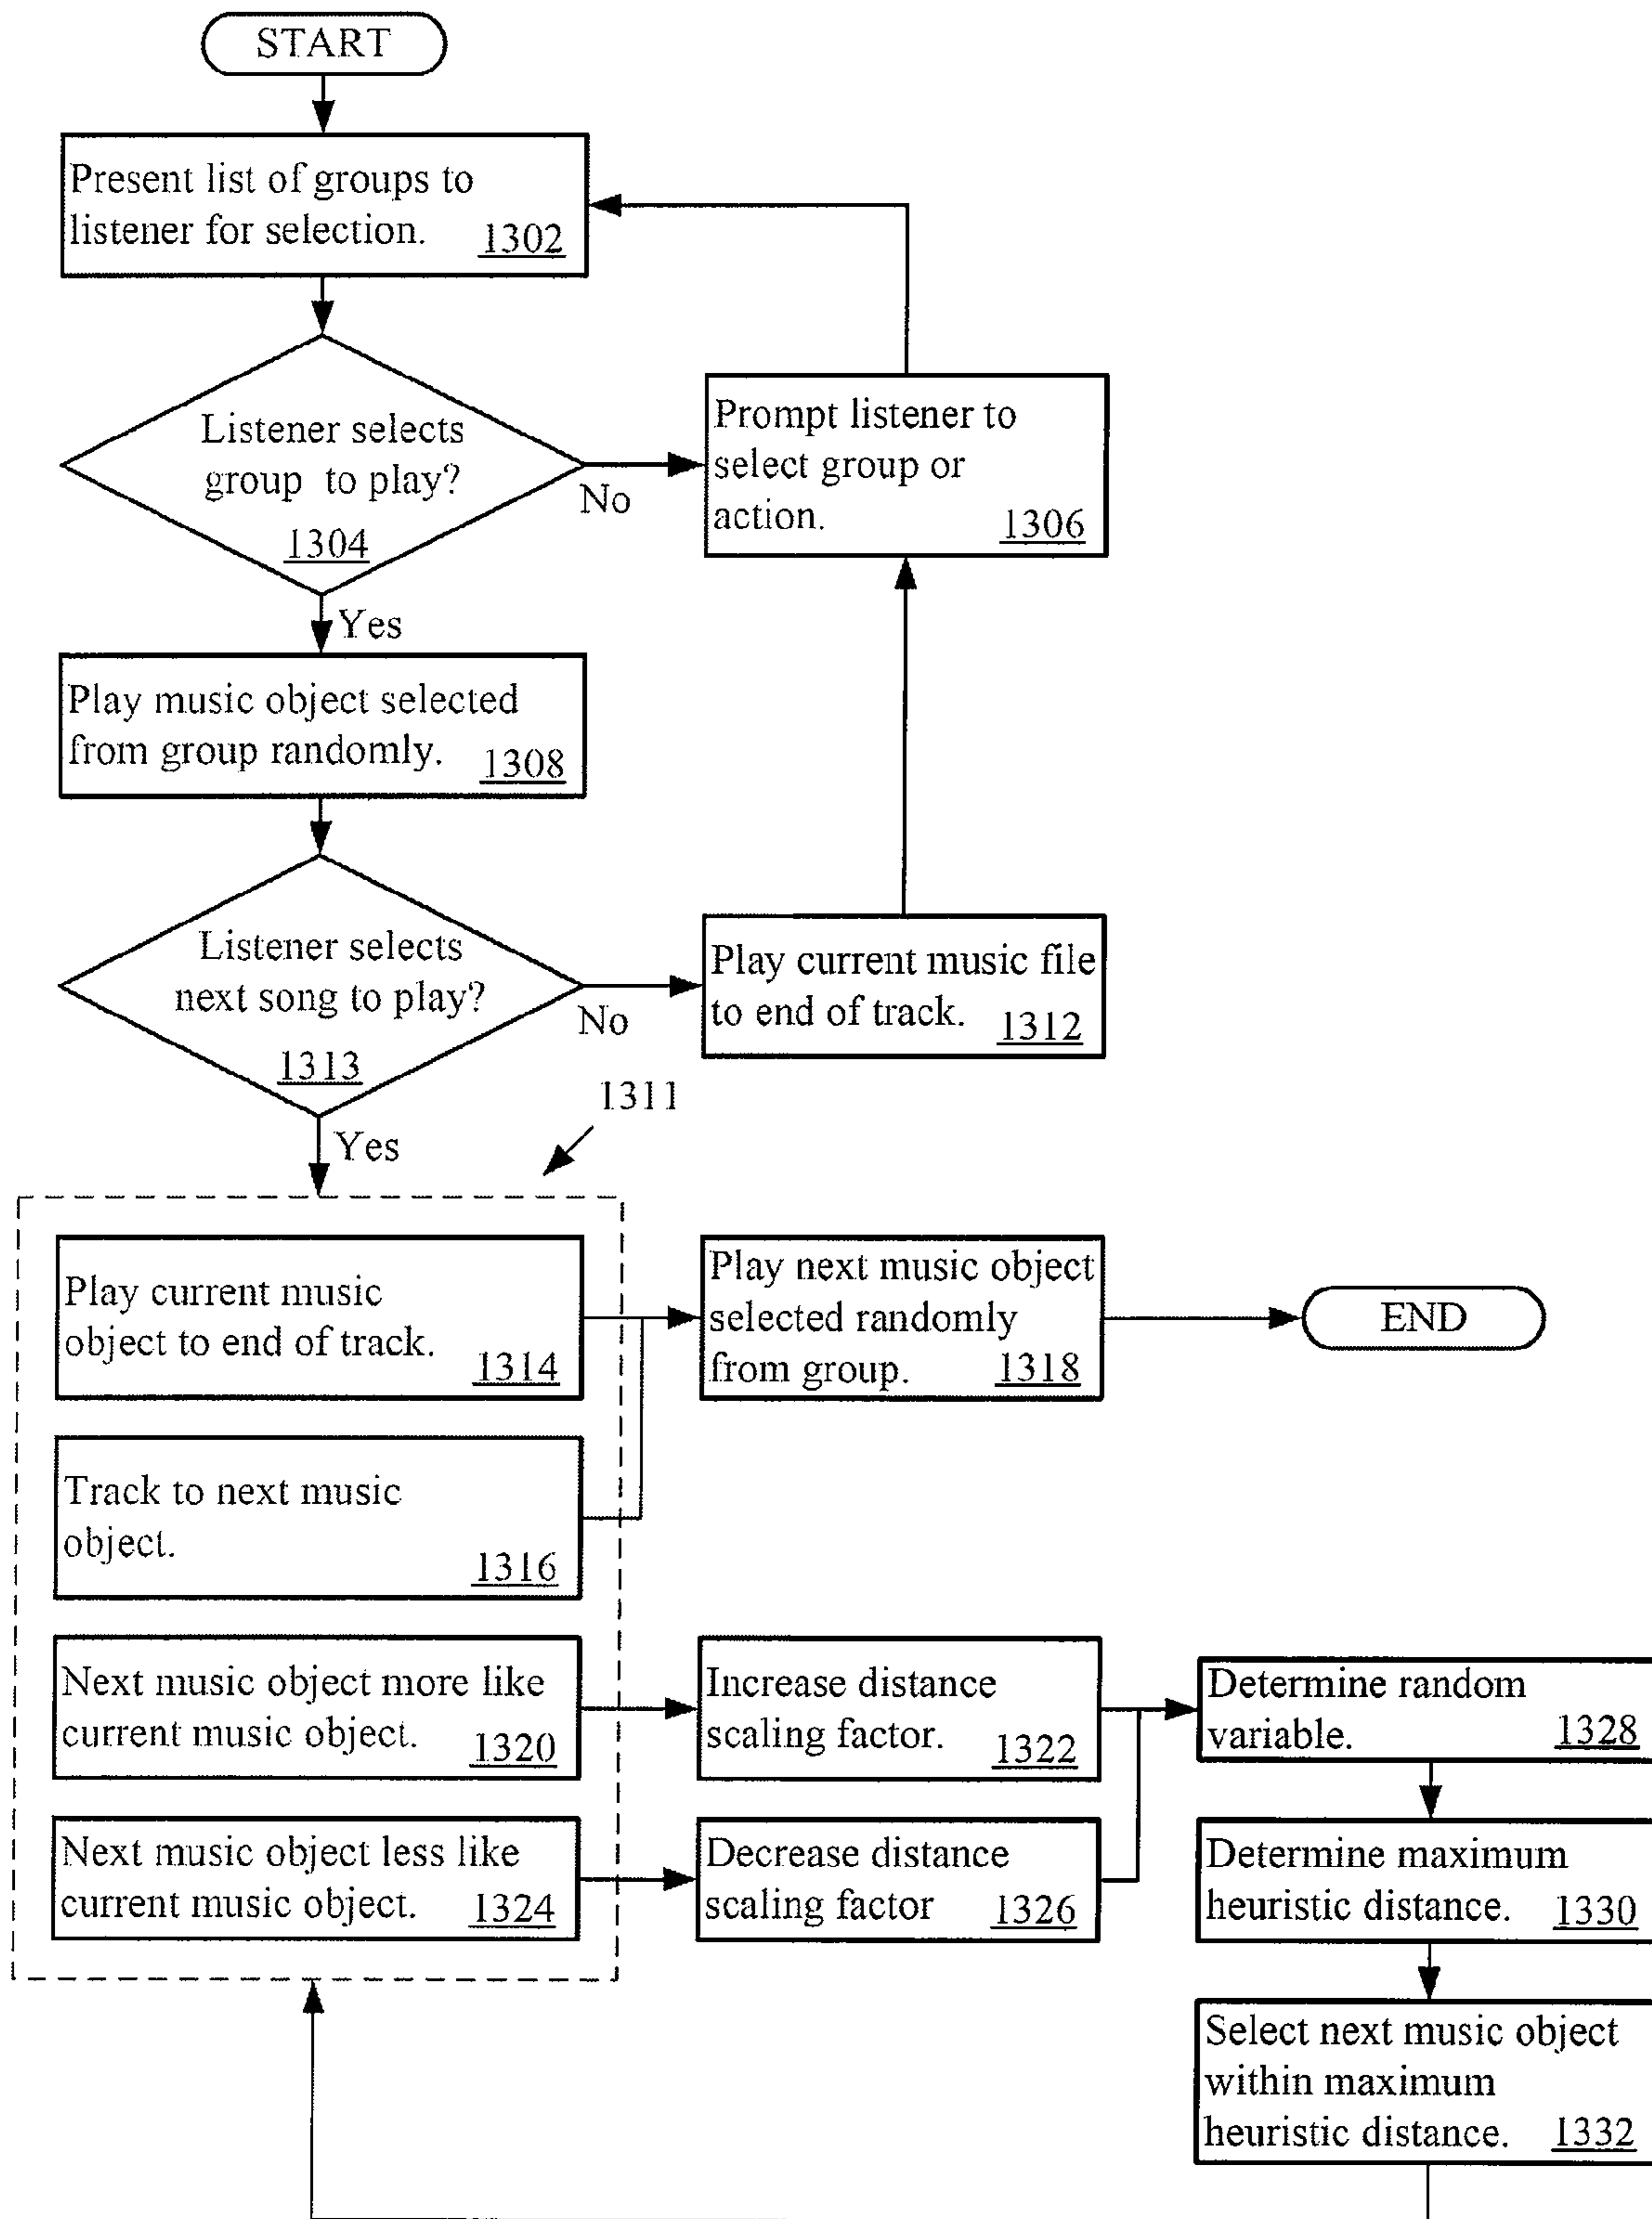 START
Present list of groups to
listener for selection. 1302
Listener selects
group to play?
1304
No
Prompt listener to
select group or
action. 1306
Yes
Play music object selected
from group randomly. 1308
Listener selects
next song to play?
1313
No
Play current music file
to end of track. 1312
1311
Yes
Play current music
object to end of track. 1314
Play next music object
selected randomly
from group. 1318
END
Track to next music
object. 1316
Next music object more like
current music object. 1320
Increase distance
scaling factor. 1322
Determine random
variable. 1328
Next music object less like
current music object. 1324
Decrease distance
scaling factor 1326
Determine maximum
heuristic distance. 1330
Select next music object
within maximum
heuristic distance. 1332